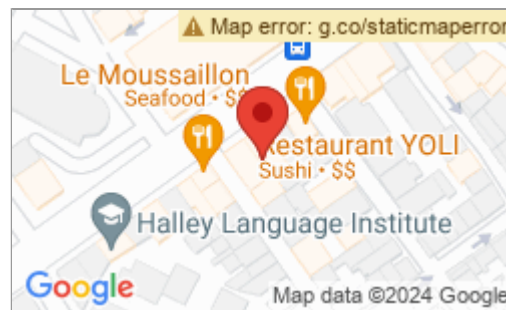 Map error: g.co/staticmaperror
Le Moussaillon
Seafood • $$
Restaurant YOLI
Sushi • $$
Halley Language Institute
Google
Map data ©2024 Google